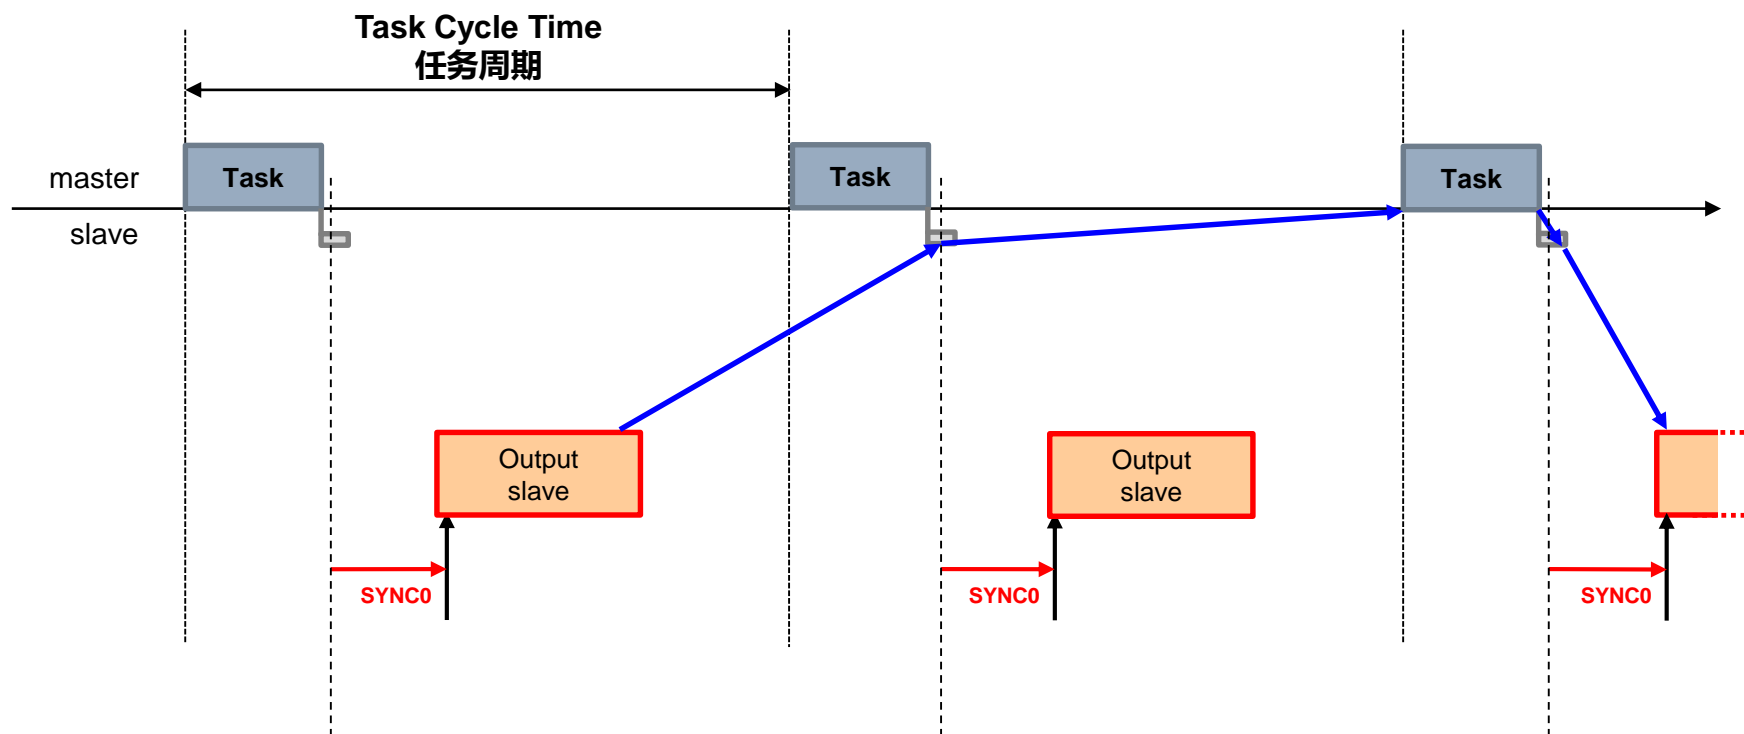 Task Cycle Time
任务周期
master
Task
Task
Task
slave
Output
slave
Output
slave
SYNC0
SYNC0
SYNC0